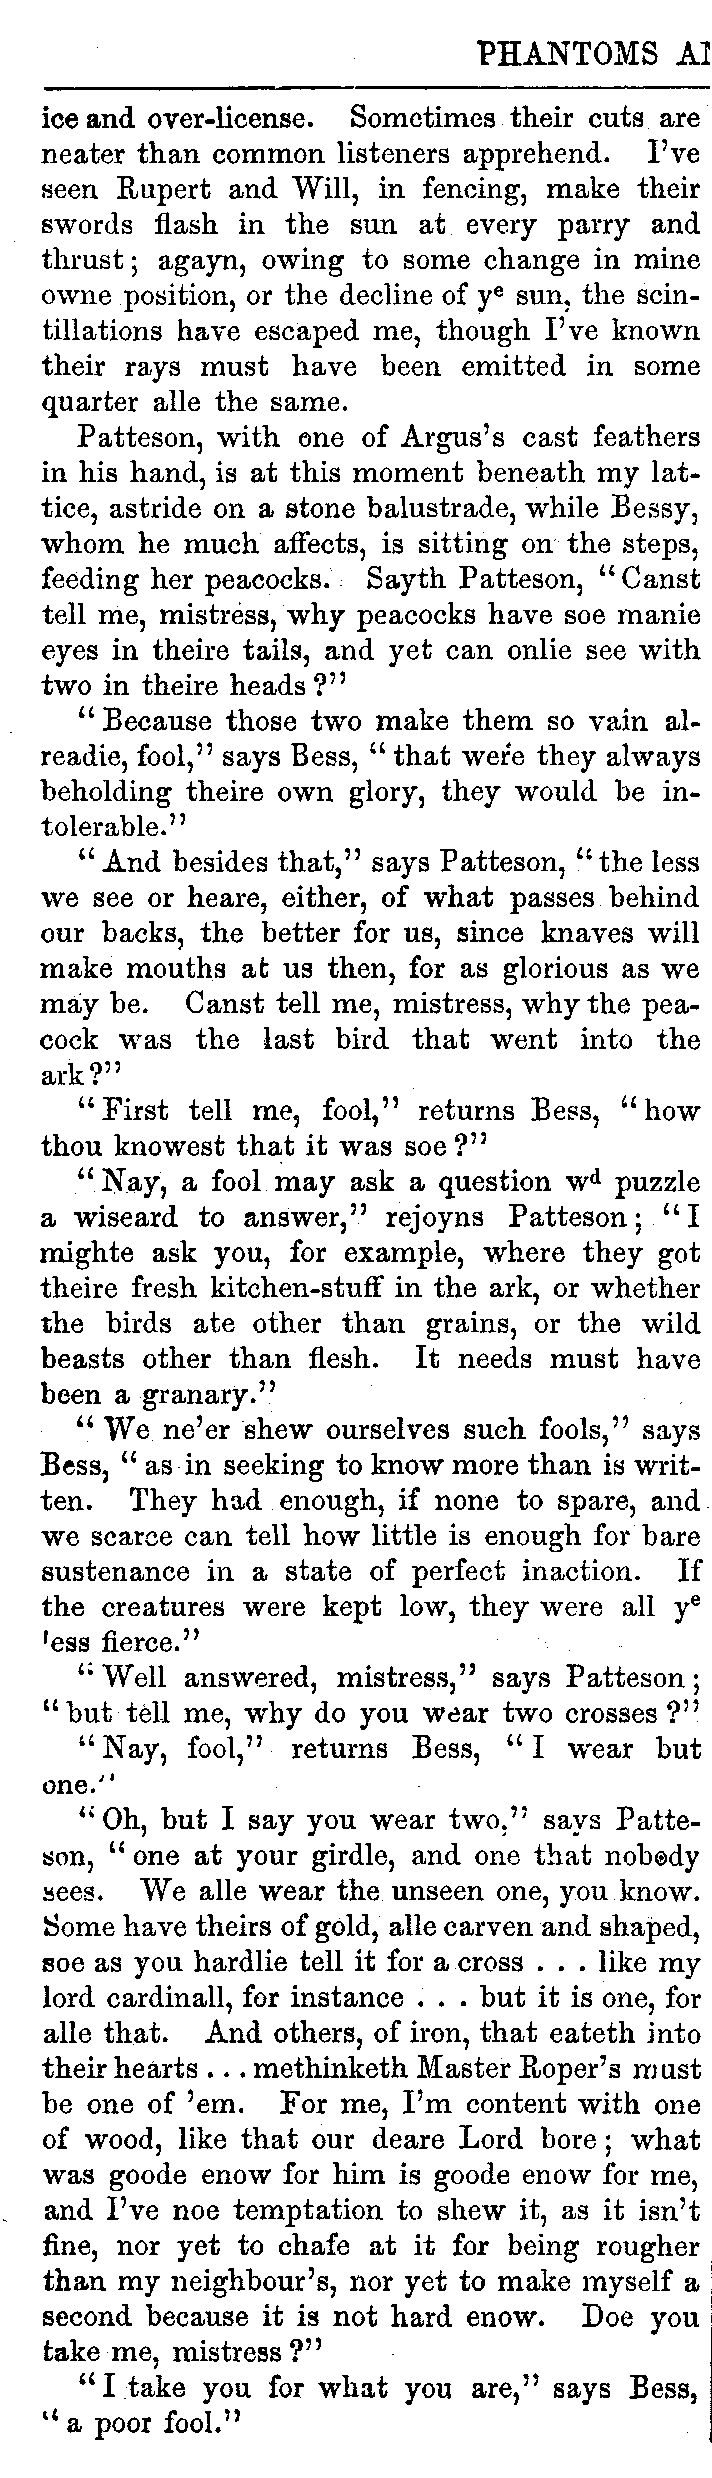 PHANTOMS AN
ice and over-license. Sometimes their cuts are
neater than common listeners apprehend. I've
seen Rupert and Will, in fencing, make their
swords flash in the sun at every parry and
thrust; agayn, owing to some change in mine
owne position, or the decline of yᵉ sun, the scin-
tillations have escaped me, though I've known
their rays must have been emitted in some
quarter alle the same.
Patteson, with one of Argus's cast feathers
in his hand, is at this moment beneath my lat-
tice, astride on a stone balustrade, while Bessy,
whom he much affects, is sitting on the steps,
feeding her peacocks. Sayth Patteson, "Canst
tell me, mistress, why peacocks have soe manie
eyes in theire tails, and yet can onlie see with
two in theire heads?"
"Because those two make them so vain al-
readie, fool," says Bess, "that were they always
beholding theire own glory, they would be in-
tolerable."
"And besides that," says Patteson, "the less
we see or heare, either, of what passes behind
our backs, the better for us, since knaves will
make mouths at us then, for as glorious as we
may be. Canst tell me, mistress, why the pea-
cock was the last bird that went into the
ark?"
"First tell me, fool," returns Bess, "how
thou knowest that it was soe?"
"Nay, a fool may ask a question wᵈ puzzle
a wiseard to answer," rejoyns Patteson; "I
mighte ask you, for example, where they got
theire fresh kitchen-stuff in the ark, or whether
the birds ate other than grains, or the wild
beasts other than flesh. It needs must have
been a granary."
"We ne'er shew ourselves such fools," says
Bess, "as in seeking to know more than is writ-
ten. They had enough, if none to spare, and
we scarce can tell how little is enough for bare
sustenance in a state of perfect inaction. If
the creatures were kept low, they were all yᵉ
less fierce."
"Well answered, mistress," says Patteson;
"but tell me, why do you wear two crosses?"
"Nay, fool," returns Bess, "I wear but
one."
"Oh, but I say you wear two," says Patte-
son, "one at your girdle, and one that nobody
sees. We alle wear the unseen one, you know.
Some have theirs of gold, alle carven and shaped,
soe as you hardlie tell it for a cross . . . like my
lord cardinall, for instance . . . but it is one, for
alle that. And others, of iron, that eateth into
their hearts . . . methinketh Master Roper's must
be one of 'em. For me, I'm content with one
of wood, like that our deare Lord bore; what
was goode enow for him is goode enow for me,
and I've noe temptation to shew it, as it isn't
fine, nor yet to chafe at it for being rougher
than my neighbour's, nor yet to make myself a
second because it is not hard enow. Doe you
take me, mistress?"
"I take you for what you are," says Bess,
"a poor fool."